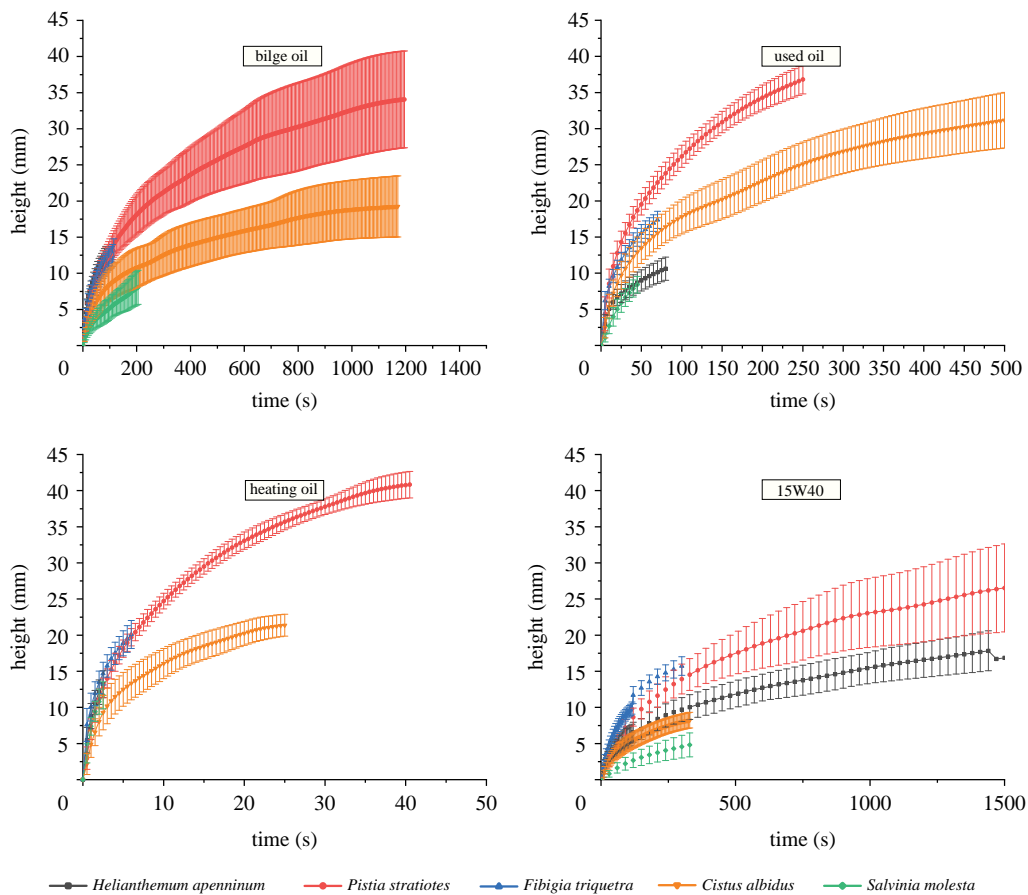 bilge oil
45
40
35
30
25
20
15
10
5
0
200 400 600 800 1000 1200 1400
height (mm)
time (s)
used oil
45
40
35
30
25
20
15
10
5
0
50 100 150 200 250 300 350 400 450 500
height (mm)
time (s)
heating oil
45
40
35
30
25
20
15
10
5
0
10 20 30 40 50
height (mm)
time (s)
15W40
45
40
35
30
25
20
15
10
5
0
500 1000 1500
height (mm)
time (s)
Helianthemum apenninum Pistia stratiotes Fibigia triquetra Cistus albidus Salvinia molesta